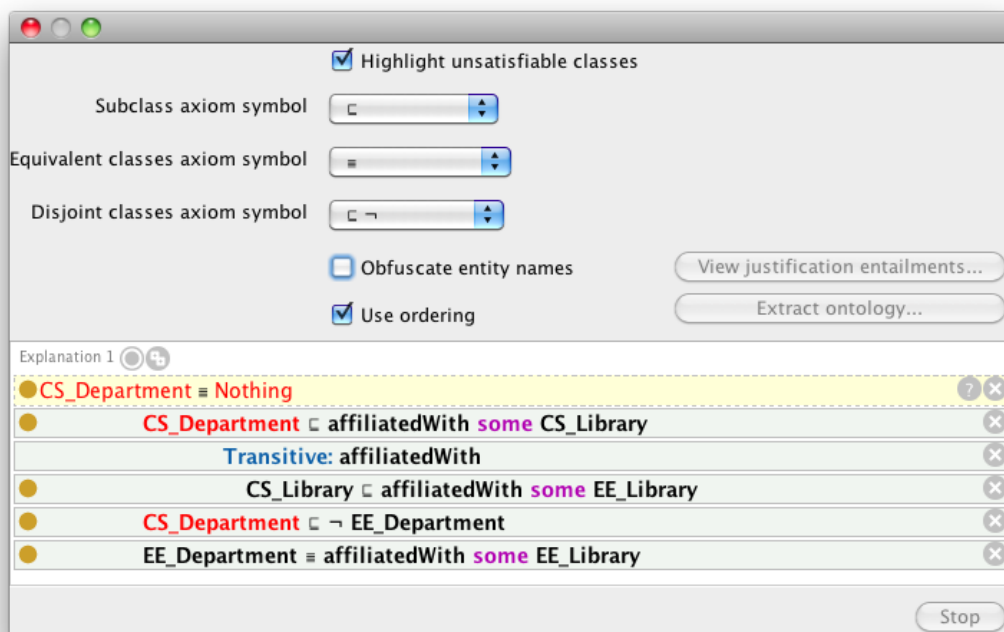 Highlight unsatisfiable classes
Subclass axiom symbol ⊏
Equivalent classes axiom symbol ≡
Disjoint classes axiom symbol ⊏ ¬
Obfuscate entity names
View justification entailments...
Use ordering
Extract ontology...
Explanation 1
CS_Department ≡ Nothing ?
CS_Department ⊏ affiliatedWith some CS_Library
Transitive: affiliatedWith
CS_Library ⊏ affiliatedWith some EE_Library
CS_Department ⊏ ¬ EE_Department
EE_Department ≡ affiliatedWith some EE_Library
Stop